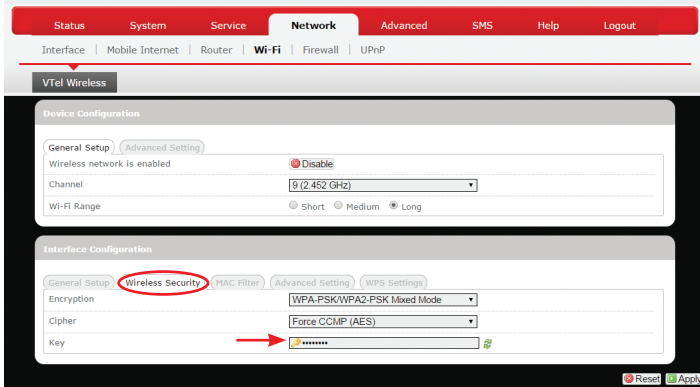 Status System Service Network Advanced SMS Help Logout
Interface | Mobile Internet | Router | Wi-Fi | Firewall | UPnP
VTel Wireless
Device Configuration
General Setup Advanced Setting
Wireless network is enabled Disable
Channel 9 (2.452 GHz)
Wi-Fi Range Short Medium Long
Interface Configuration
General Setup Wireless Security MAC Filter Advanced Setting WPS Settings
Encryption WPA-PSK/WPA2-PSK Mixed Mode
Cipher Force CCMP (AES)
Key ••••••••
Reset Apply